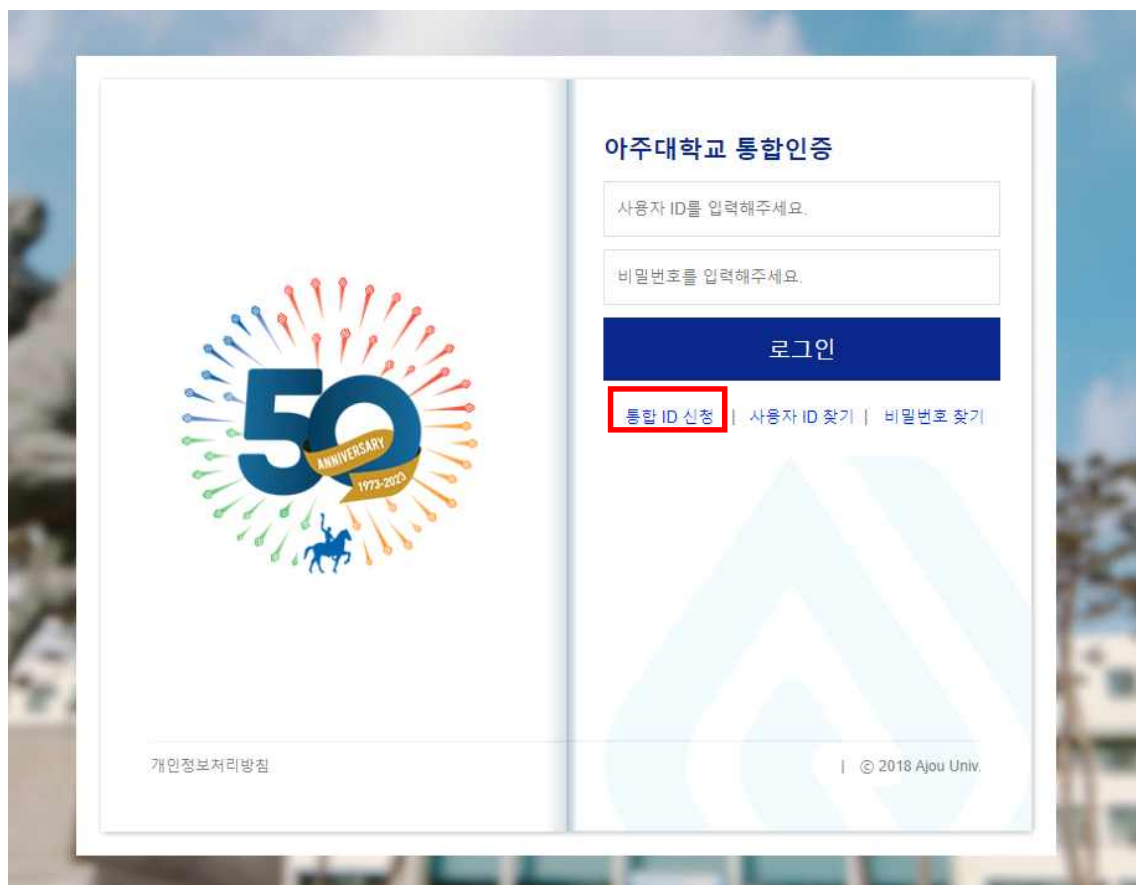 아주대학교 통합인증
사용자 ID를 입력해주세요.
비밀번호를 입력해주세요.
로그인
통합 ID 신청 | 사용자 ID 찾기 | 비밀번호 찾기
50
ANNIVERSARY
1973-2023
개인정보처리방침
| ⓒ 2018 Ajou Univ.